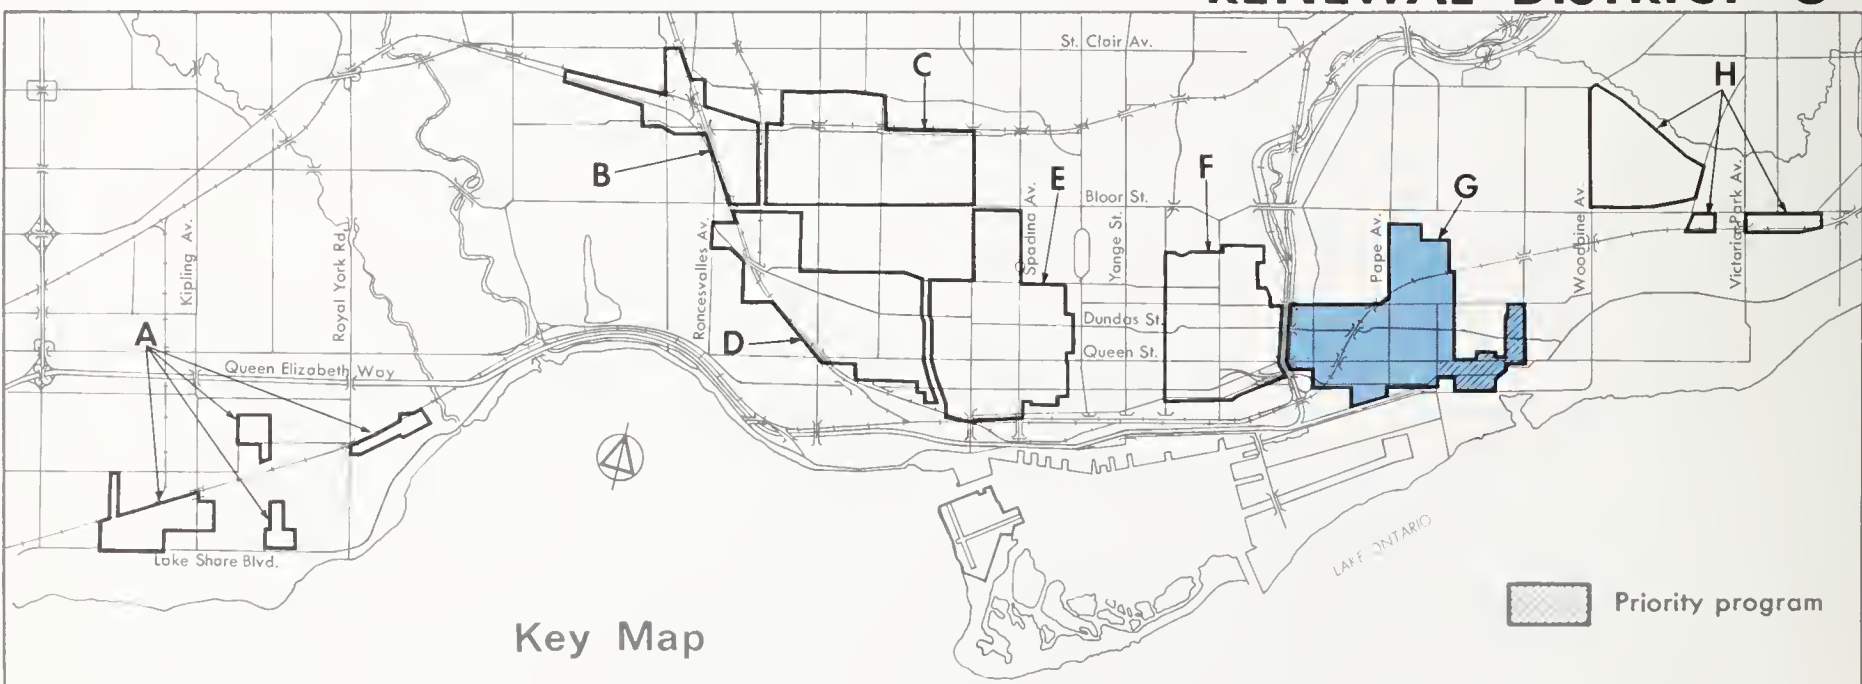 RENEWAL DISTRICT G
St. Clair Av.
C
H
B
F
E
G
Bloor St.
Kipling Av.
Royal York Rd.
Roncesvalles Av.
Spadina Av.
Yonge St.
Pape Av.
Woodbine Av.
Victoria Park Av.
A
D
Dundas St.
Queen St.
Queen Elizabeth Way
Lake Shore Blvd.
LAKE ONTARIO
Priority program
Key Map